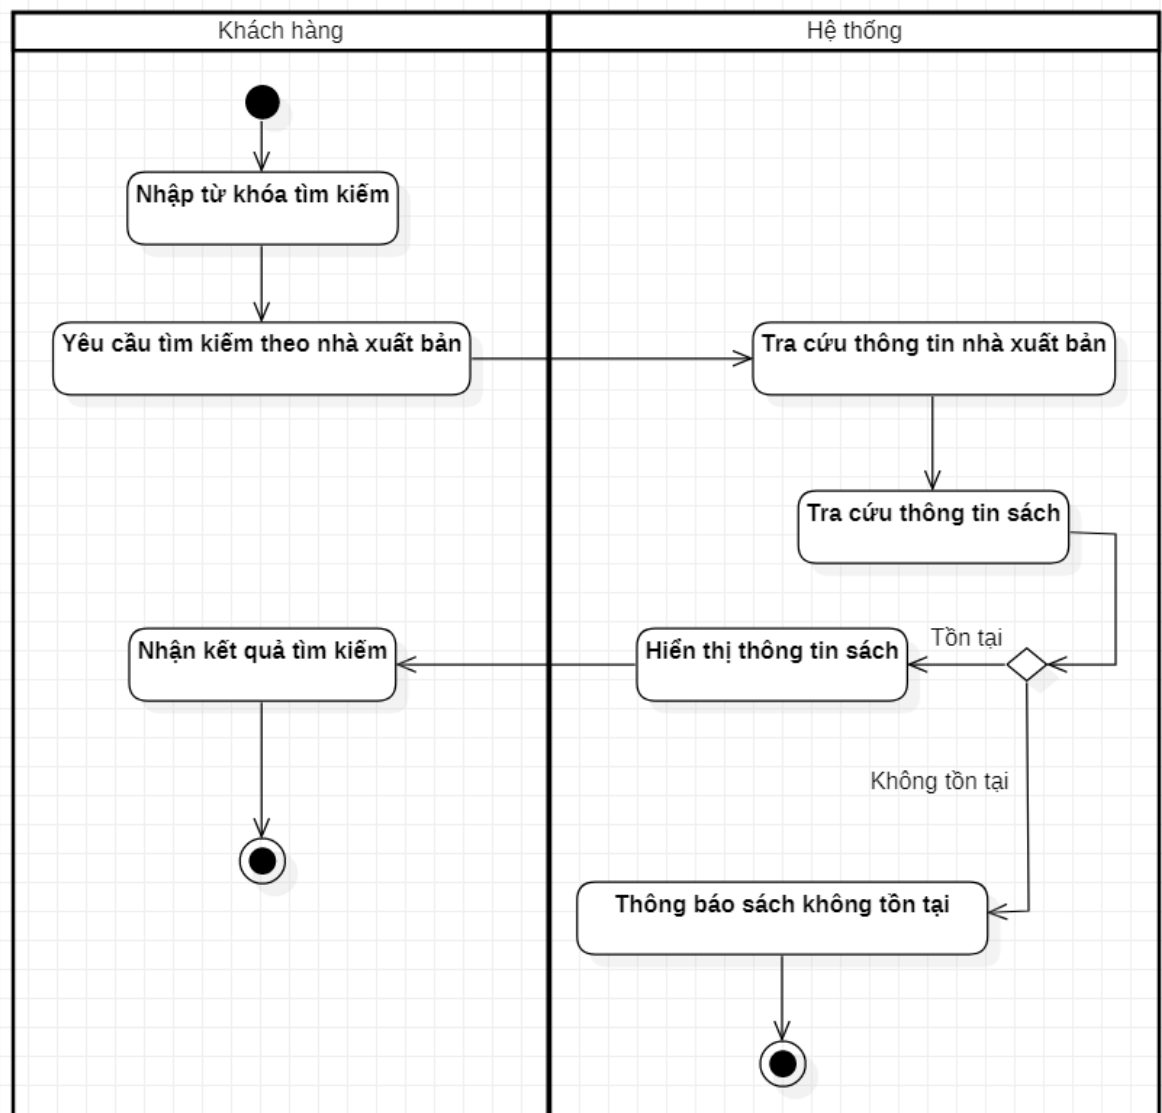 Khách hàng
Hệ thống
Nhập từ khóa tìm kiếm
Yêu cầu tìm kiếm theo nhà xuất bản
Tra cứu thông tin nhà xuất bản
Tra cứu thông tin sách
Tồn tại
Nhận kết quả tìm kiếm
Hiển thị thông tin sách
Không tồn tại
Thông báo sách không tồn tại